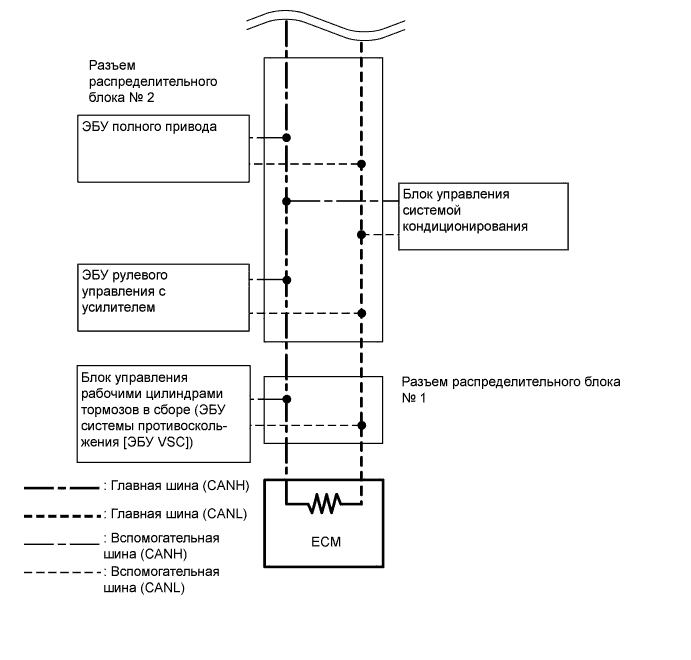 Разъем
распределительного
блока № 2
ЭБУ полного привода
Блок управления
системой
кондиционирования
ЭБУ рулевого
управления с
усилителем
Блок управления
рабочими цилиндрами
тормозов в сборе (ЭБУ
системы противосколь-
жения [ЭБУ VSC])
Разъем распределительного блока
№ 1
ECM
: Главная шина (CANH)
: Главная шина (CANL)
: Вспомогательная
шина (CANH)
: Вспомогательная
шина (CANL)